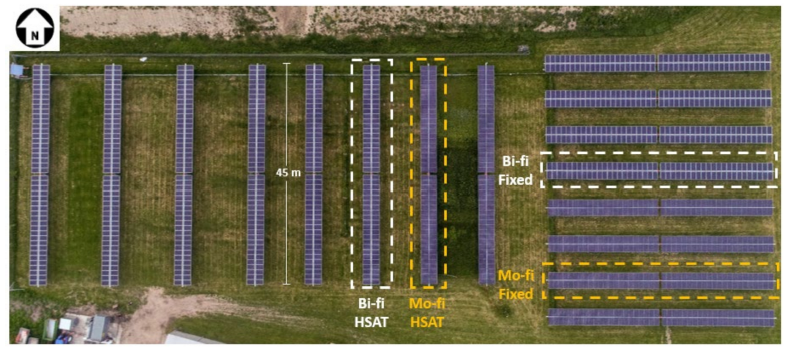 N
45 m
Bi-fi
HSAT
Mo-fi
HSAT
Bi-fi
Fixed
Mo-fi
Fixed